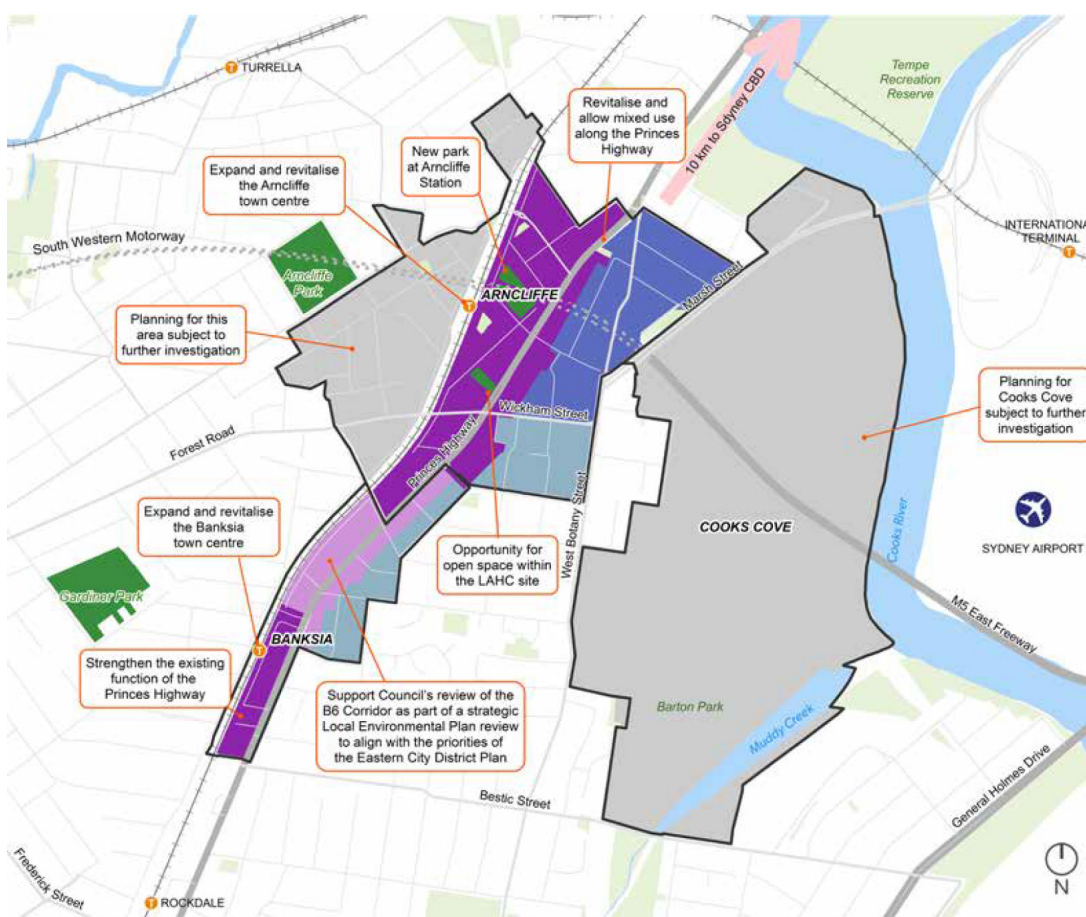 TURRELLA
Tempe
Recreation
Reserve
10 km to Sdyney CBD
Revitalise and
allow mixed use
along the Princes
Highway
New park
at Arncliffe
Station
Expand and revitalise
the Arncliffe
town centre
INTERNATIONA
TERMINAL
South Western Motorway
Arncliffe
Park
ARNCLIFFE
Marsh Street
Planning for this
area subject to
further investigation
Planning for
Cooks Cove
subject to further
investigation
Wickham Street
Forest Road
Princes Highway
West Botany Street
Cooks River
Expand and revitalise
the Banksia
town centre
Opportunity for
open space within
the LAHC site
COOKS COVE
SYDNEY AIRPORT
Gardiner Park
M5 East Freeway
BANKSIA
Strengthen the existing
function of the
Princes Highway
Support Council's review of the
B6 Corridor as part of a strategic
Local Environmental Plan review
to align with the priorities of
the Eastern City District Plan
Barton Park
Muddy Creek
General Holmes Drive
Bestic Street
Frederick Street
ROCKDALE
N
T
T
T
T
T